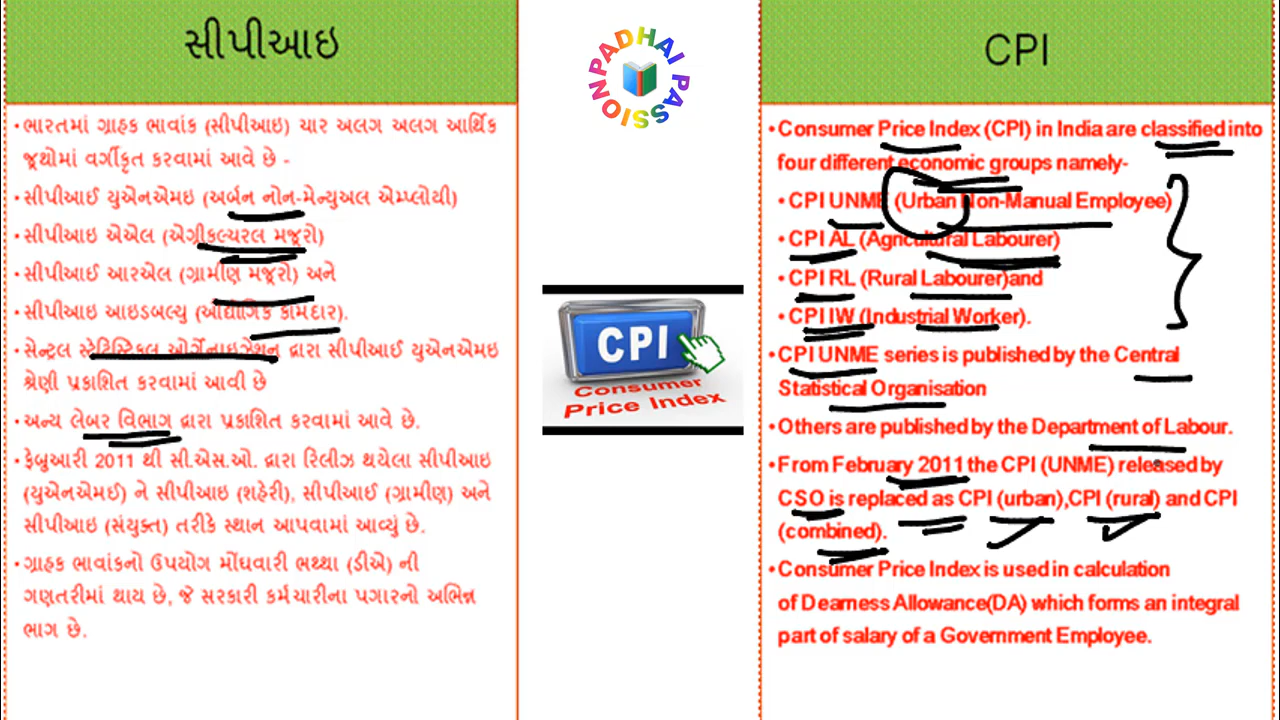 સીપીઆઇ
ભારતમાં ગ્રાહક ભાવાંક (સીપીઆઇ) ચાર અલગ અલગ આર્થિક
જૂથોમાં વર્ગીકૃત કરવામાં આવે છે -
સીપીઆઈ યુએનએમઇ (અર્બન નોન-મેન્યુઅલ એમ્પ્લોયી)
સીપીઆઇ એએલ (એગ્રીકલ્ચરલ મજૂરો)
સીપીઆઈ આરએલ (ગ્રામીણ મજૂરો) અને
સીપીઆઇ આઇડબલ્યુ (ઔદ્યોગિક કામદાર).
સેન્ટ્રલ સ્ટેટિસ્ટિકલ ઓર્ગેનાઇઝેશન દ્વારા સીપીઆઈ યુએનએમઇ
શ્રેણી પ્રકાશિત કરવામાં આવી છે
અન્ય લેબર વિભાગ દ્વારા પ્રકાશિત કરવામાં આવે છે.
ફેબ્રુઆરી 2011 થી સી.એસ.ઓ. દ્વારા રિલીઝ થયેલા સીપીઆઇ
(યુએનએમઈ) ને સીપીઆઇ (શહેરી), સીપીઆઈ (ગ્રામીણ) અને
સીપીઆઇ (સંયુક્ત) તરીકે સ્થાન આપવામાં આવ્યું છે.
ગ્રાહક ભાવાંકનો ઉપયોગ મોંઘવારી ભથ્થા (ડીએ) ની
ગણતરીમાં થાય છે, જે સરકારી કર્મચારીના પગારનો અભિન્ન
ભાગ છે.
PADHAI PASSION
CPI
Consumer
Price Index
CPI
Consumer Price Index (CPI) in India are classified into
four different economic groups namely-
CPI UNME (Urban Non-Manual Employee)
CPI AL (Agricultural Labourer)
CPI RL (Rural Labourer)and
CPI IW (Industrial Worker).
CPI UNME series is published by the Central
Statistical Organisation
Others are published by the Department of Labour.
From February 2011 the CPI (UNME) released by
CSO is replaced as CPI (urban),CPI (rural) and CPI
(combined).
Consumer Price Index is used in calculation
of Dearness Allowance(DA) which forms an integral
part of salary of a Government Employee.